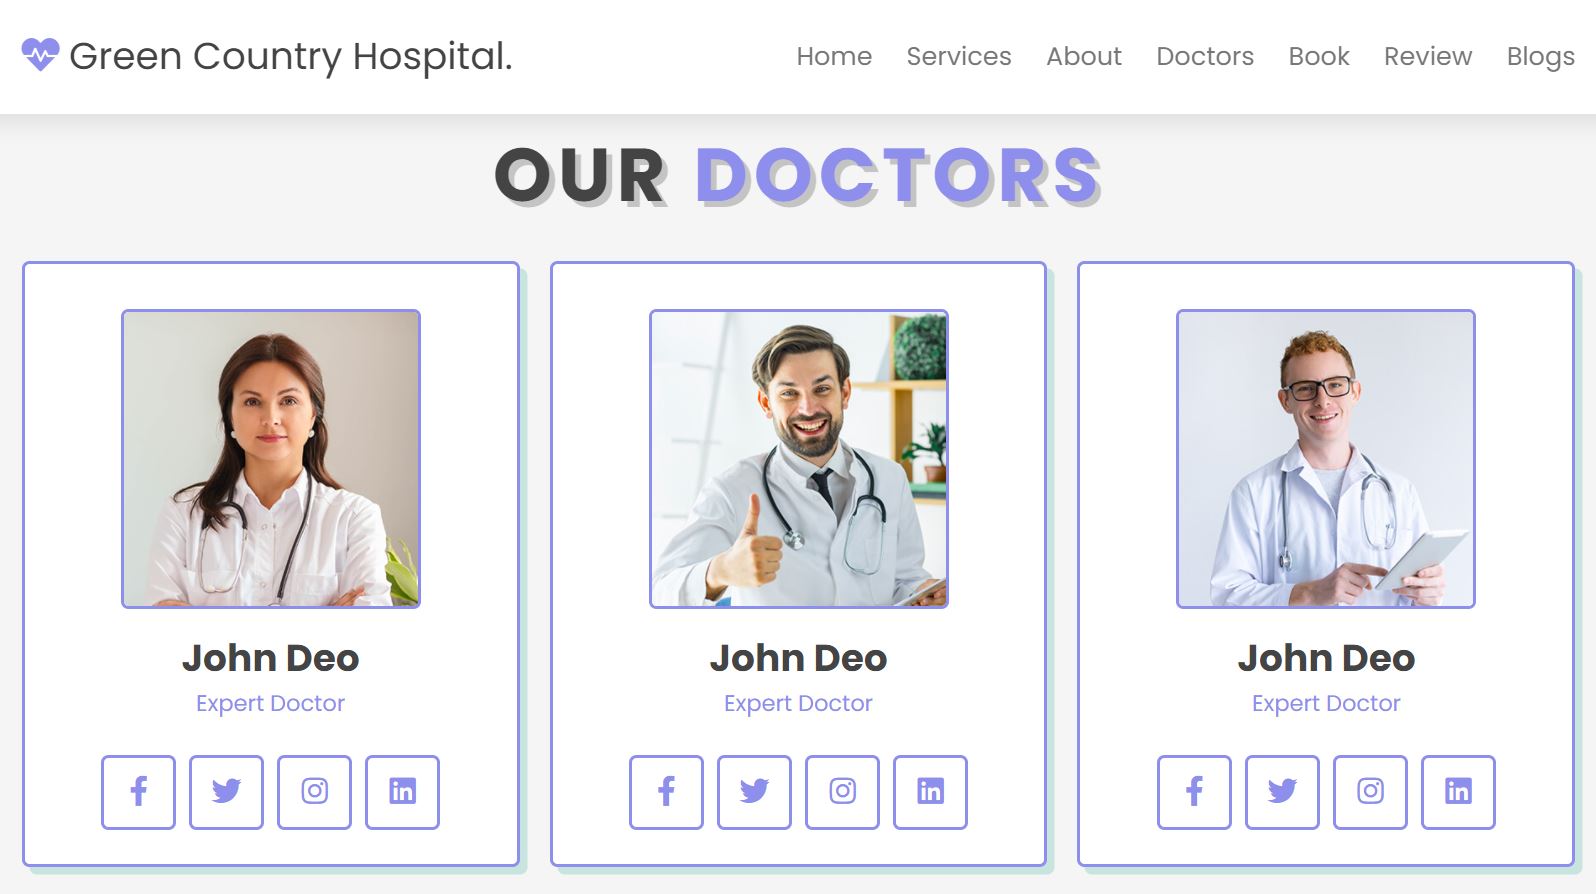 Green Country Hospital.
Home Services About Doctors Book Review Blogs
OUR DOCTORS
John Deo
Expert Doctor
John Deo
Expert Doctor
John Deo
Expert Doctor